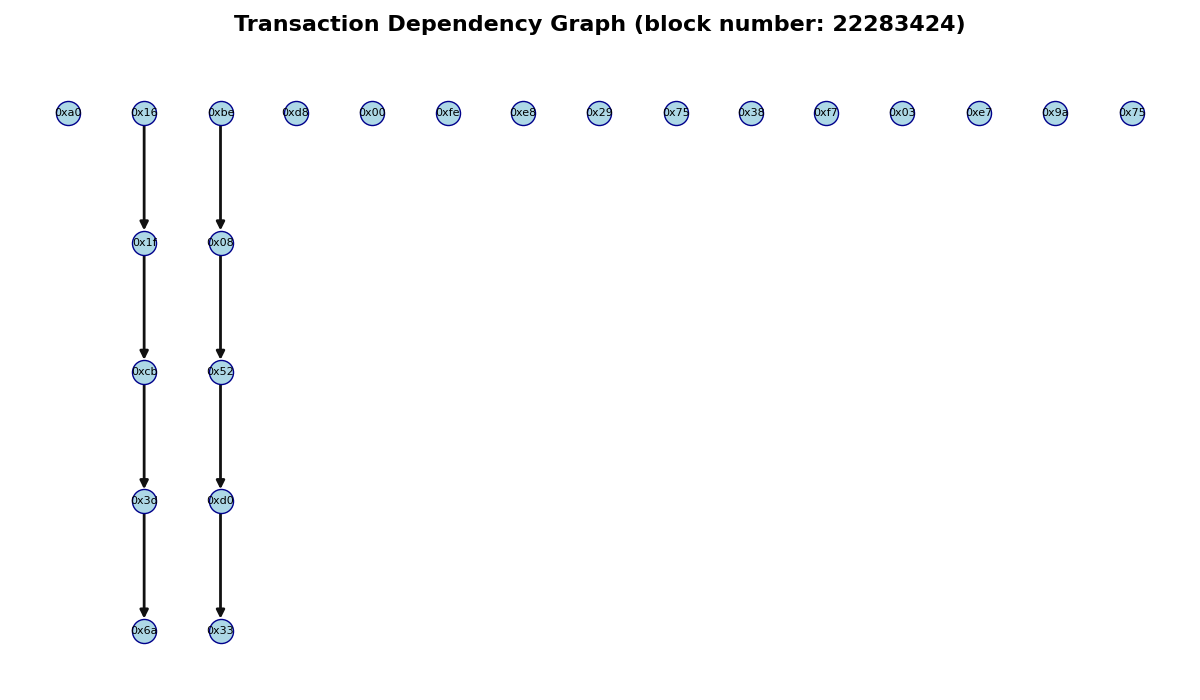 Transaction Dependency Graph (block number: 22283424)
0xa0 0x16 0xbe 0xd8 0x00 0xfe 0xe8 0x29 0x75 0x38 0xf7 0x03 0xe7 0x9a 0x75
0x1f 0x08
0xcb 0x52
0x3d 0xd0
0x6a 0x33